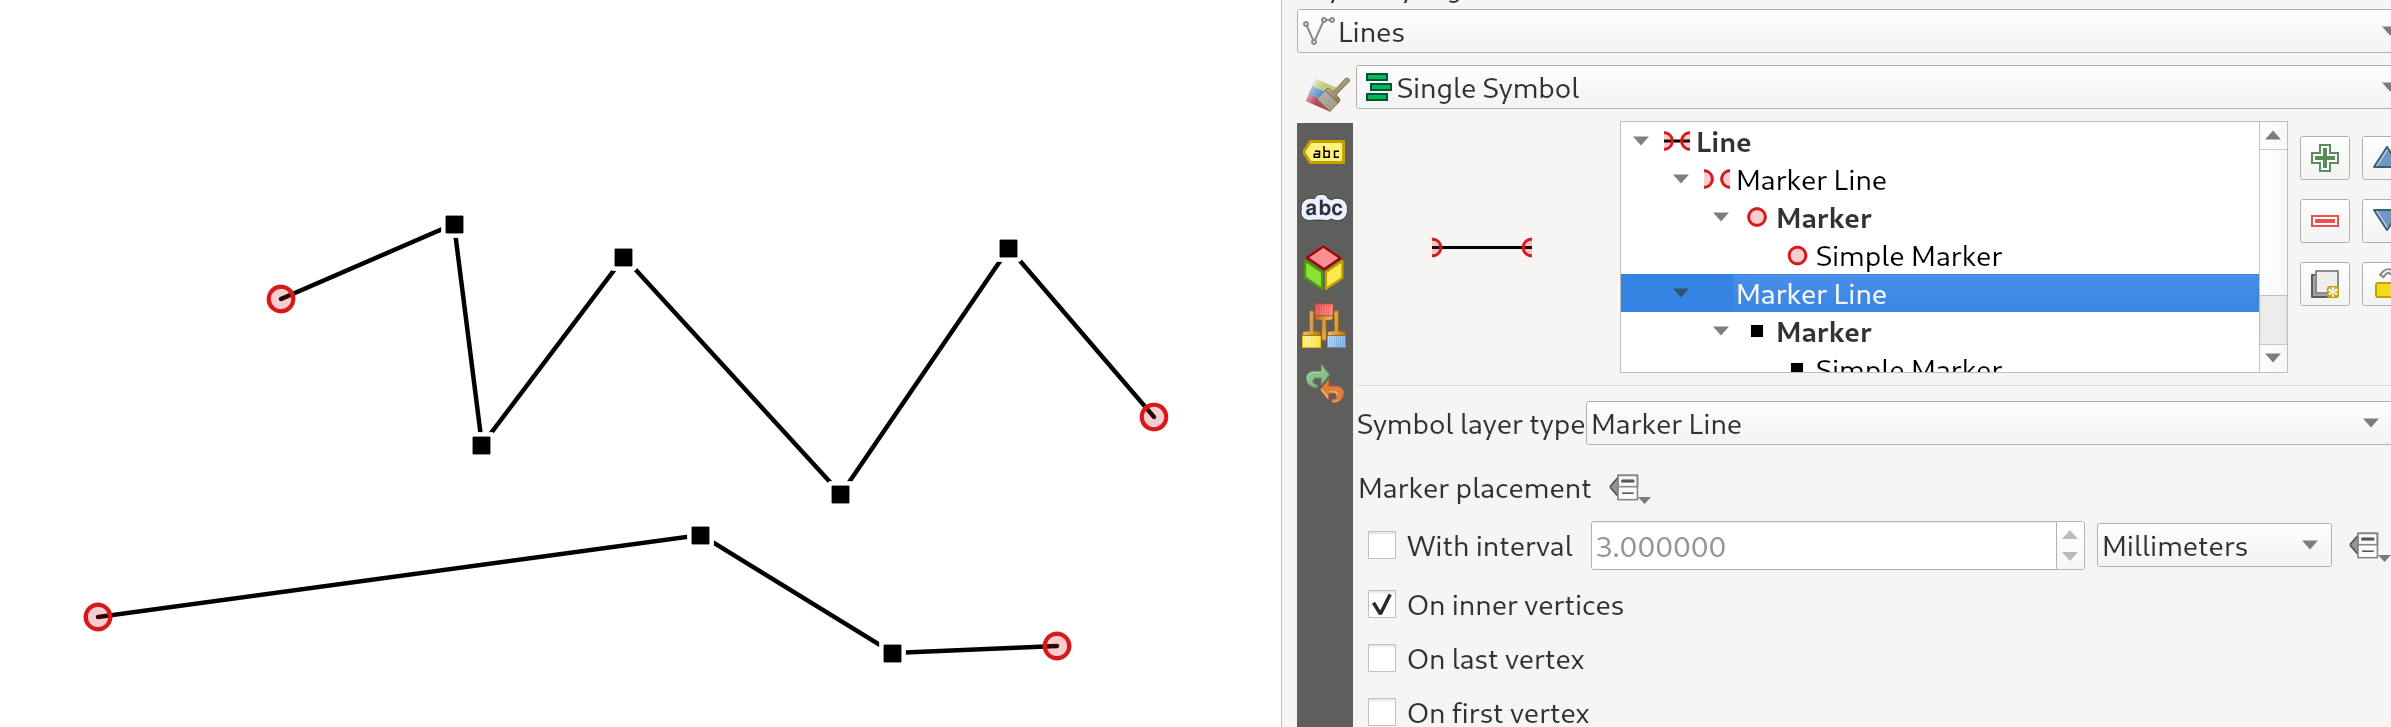 Lines
Single Symbol
abc
abc
Line
Marker Line
Marker
Simple Marker
Marker Line
Marker
Simple Marker
Symbol layer type Marker Line
Marker placement
With interval 3.000000 Millimeters
On inner vertices
On last vertex
On first vertex